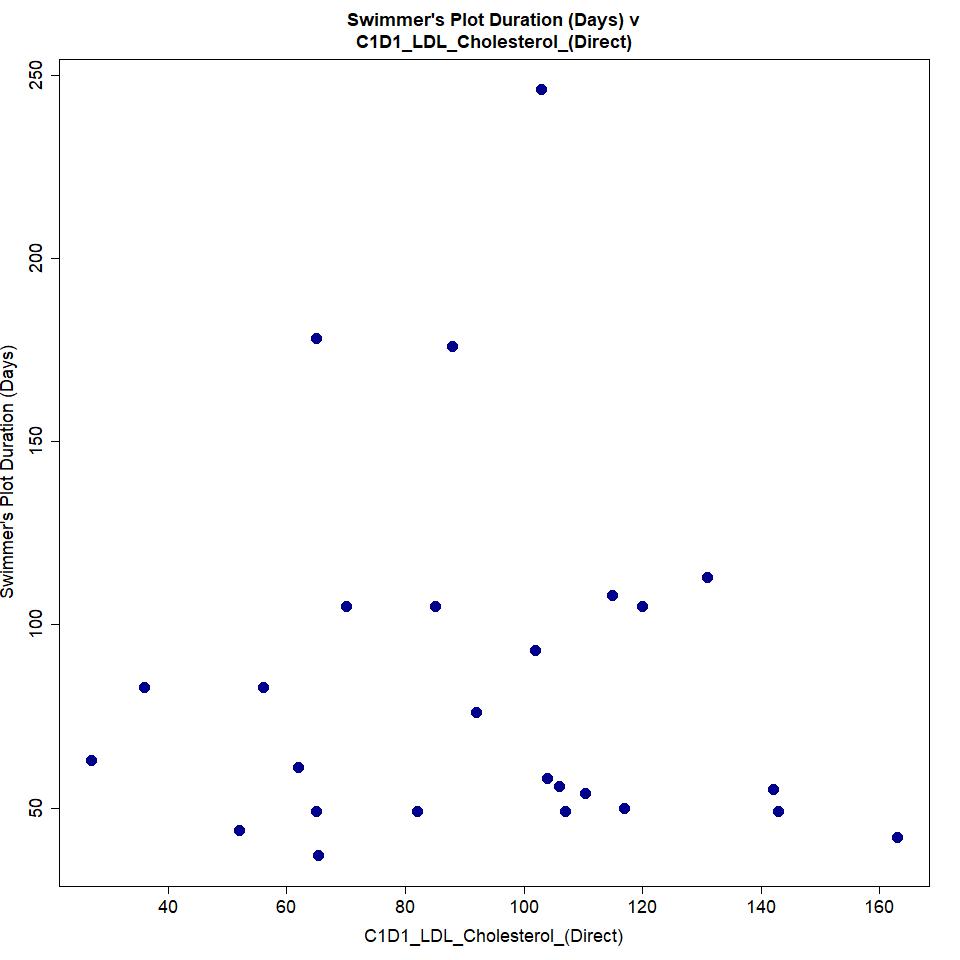 Swimmer's Plot Duration (Days) v
C1D1_LDL_Cholesterol_(Direct)
250
200
150
100
50
Swimmer's Plot Duration (Days)
40 60 80 100 120 140 160
C1D1_LDL_Cholesterol_(Direct)